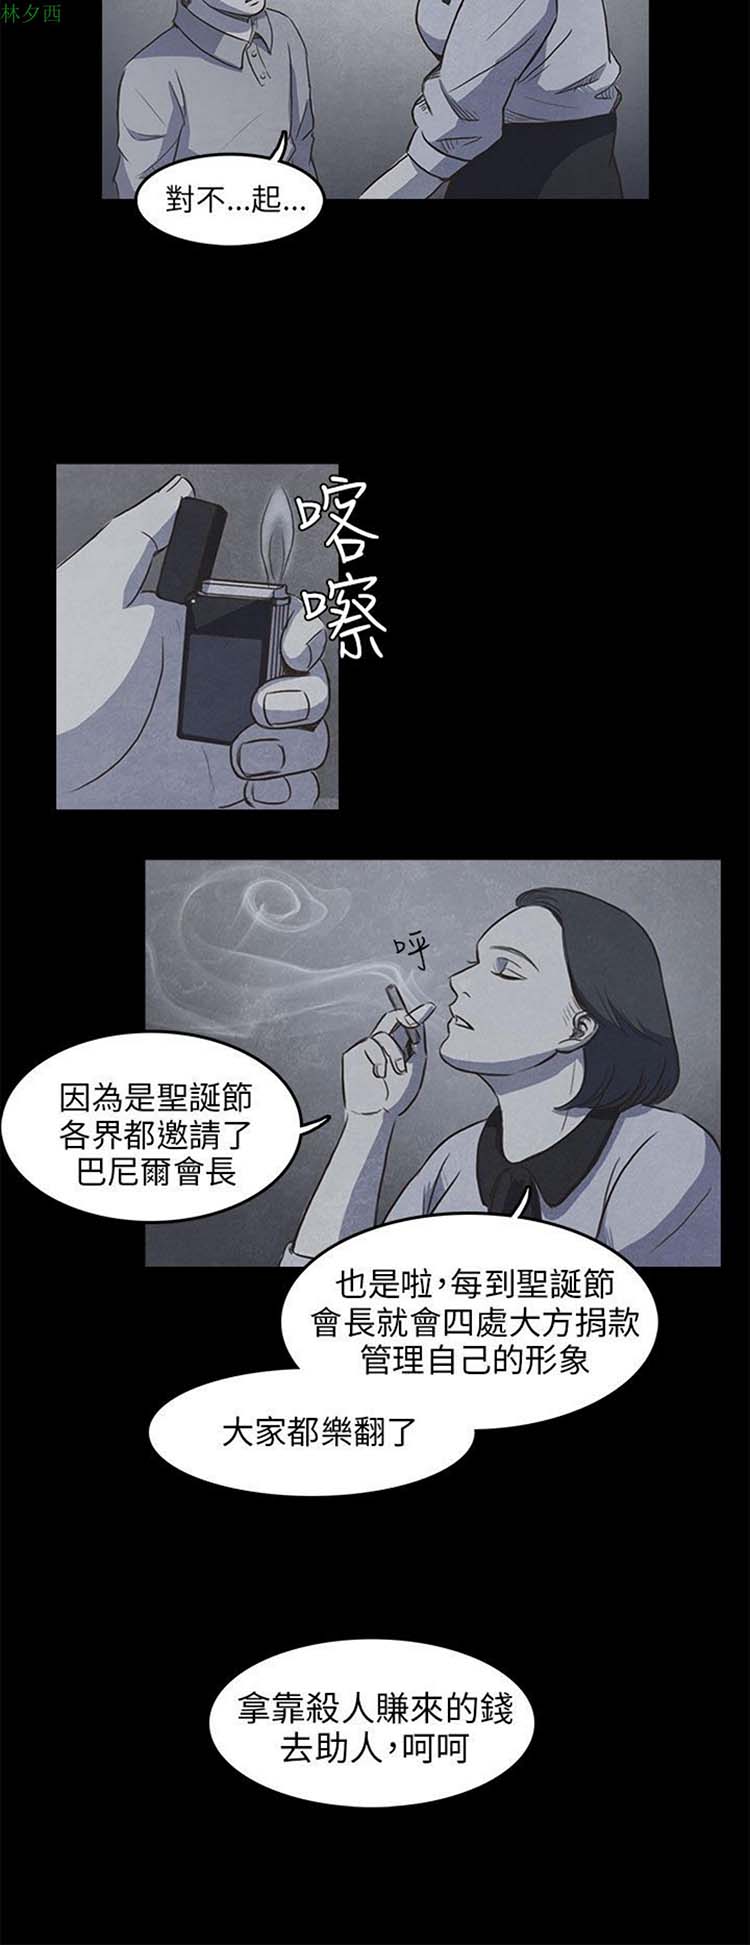 林夕西
對不...起...
喀
嚓
呼
因為是聖誕節
各界都邀請了
巴尼爾會長
也是啦，每到聖誕節
會長就會四處大方捐款
管理自己的形象
大家都樂翻了
拿靠殺人賺來的錢
去助人，呵呵